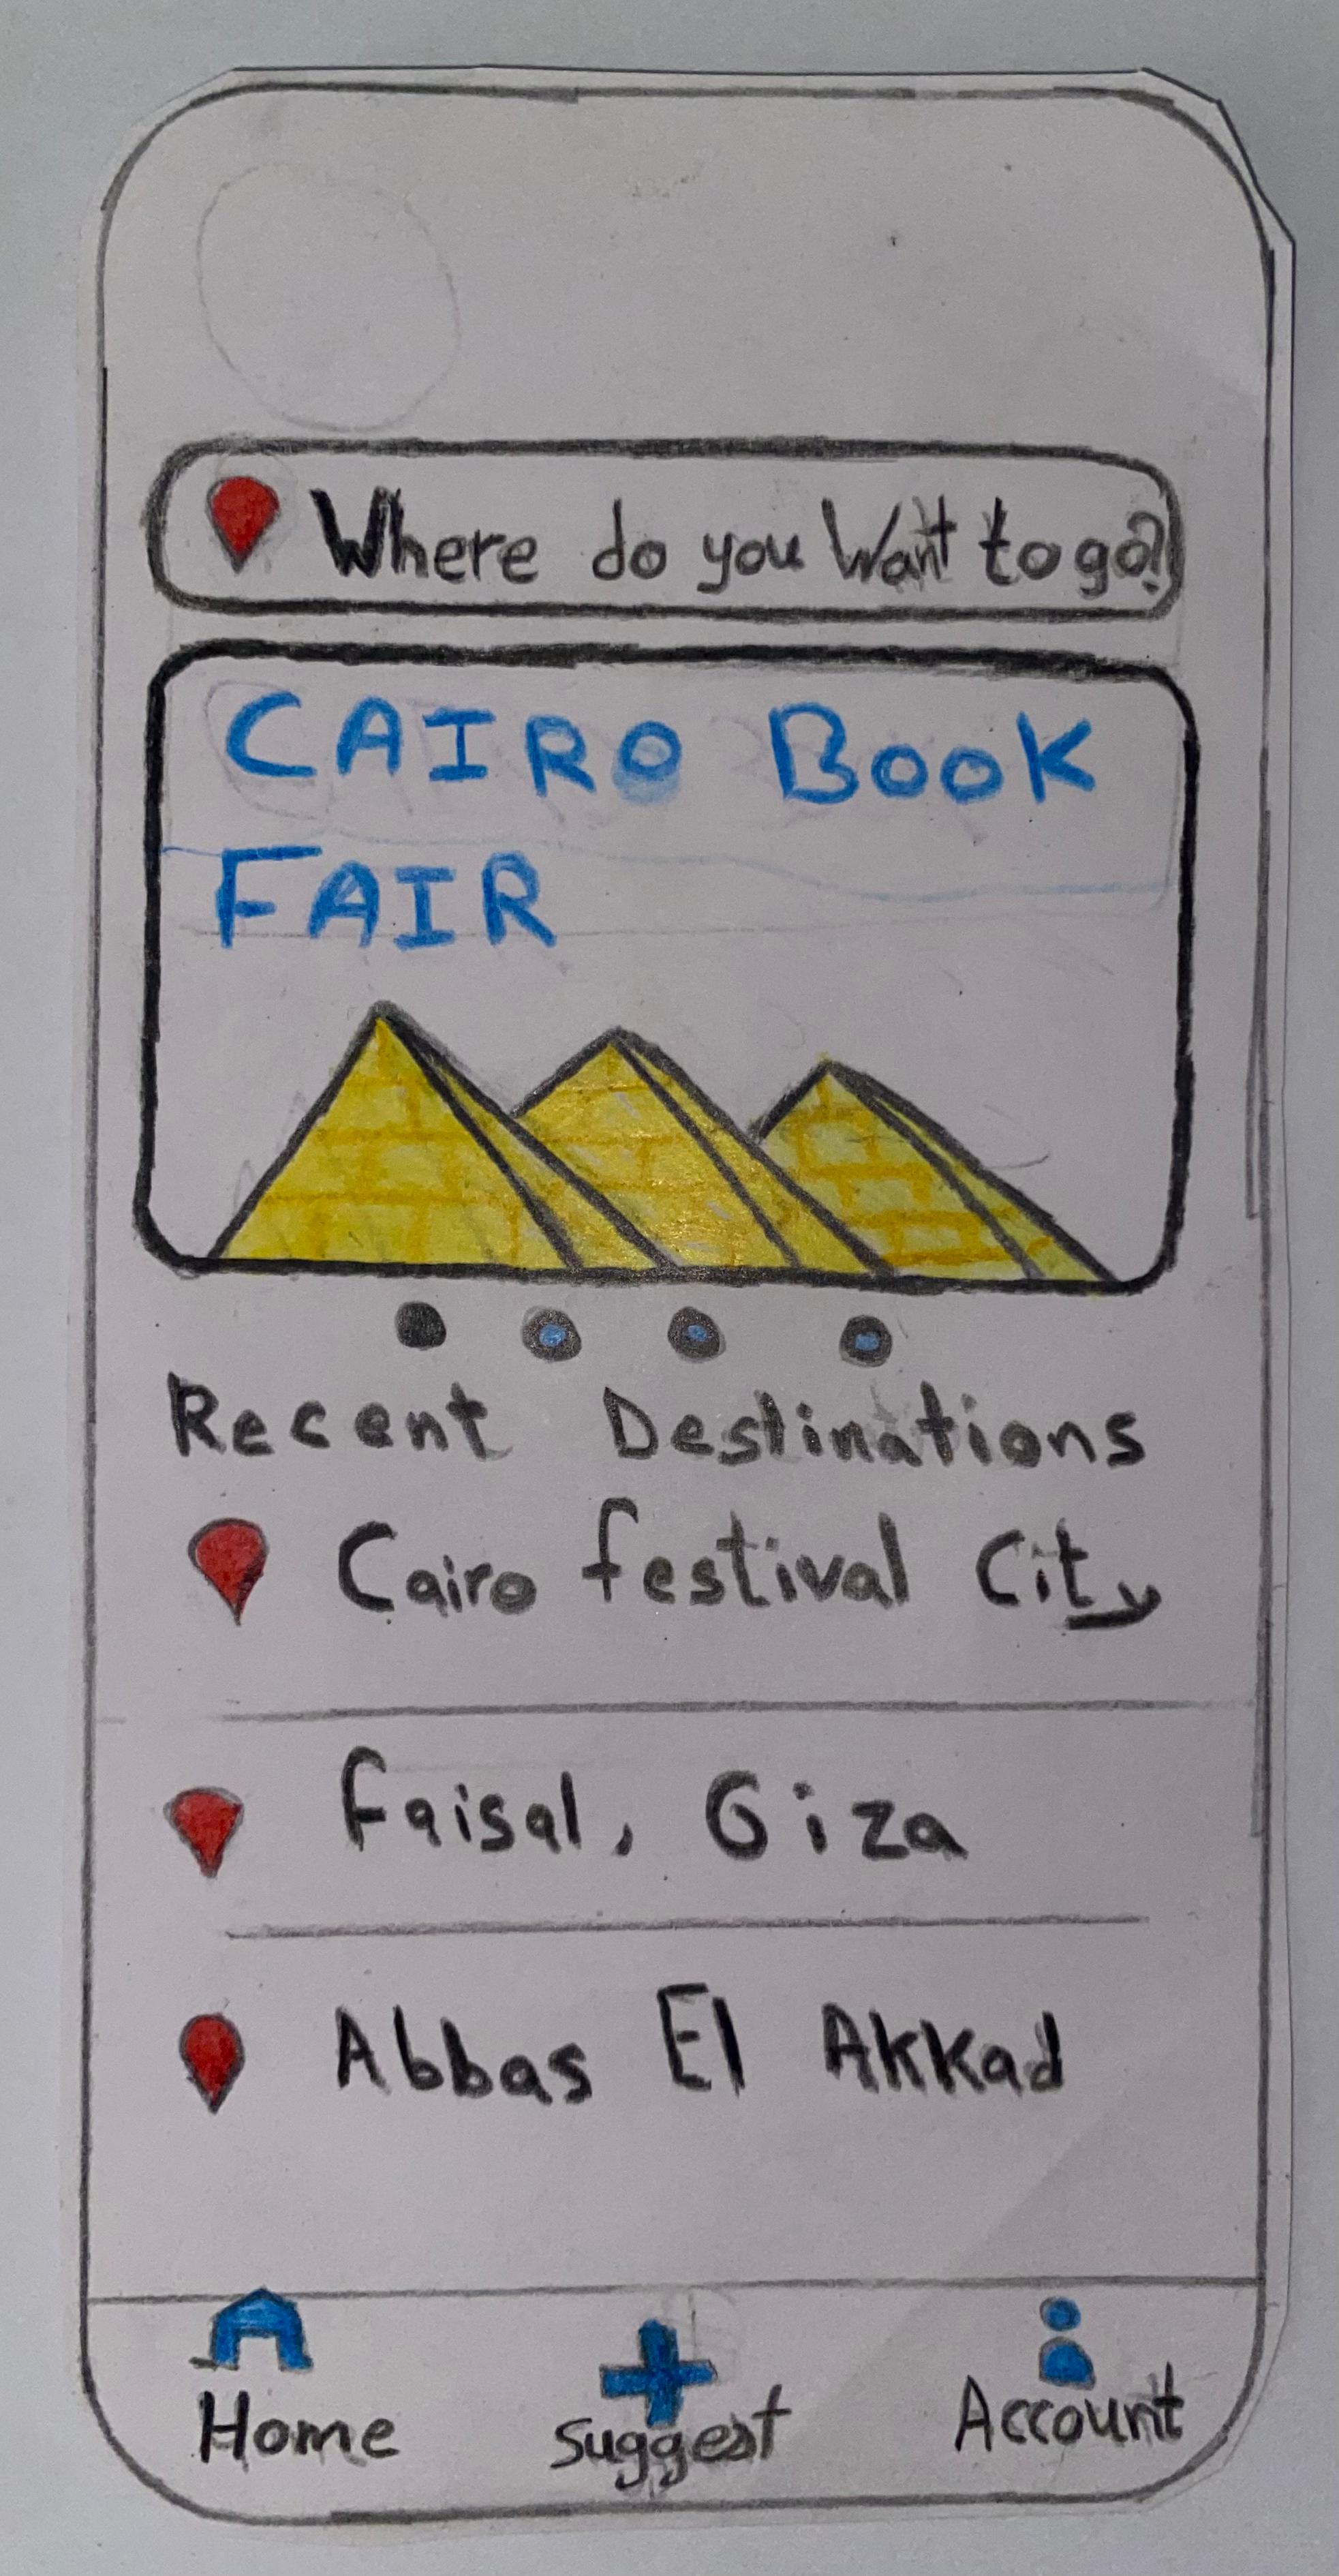 Where do you Want to go?
CAIRO BOOK
FAIR
Recent Destinations
Cairo festival City
Faisal, Giza
Abbas El Akkad
Home
Suggest
Account